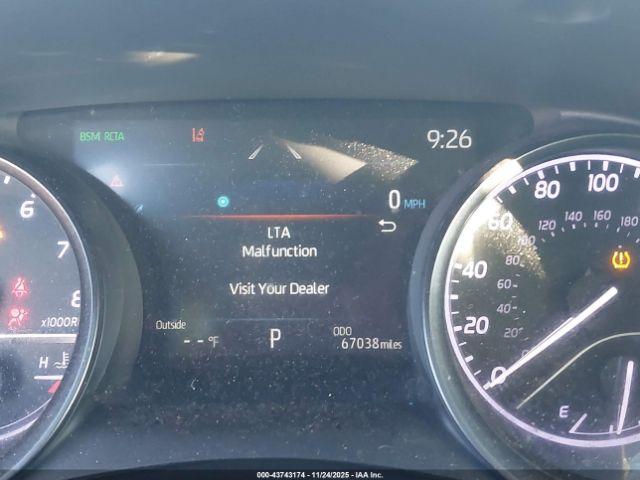 BSM RCTA
9:26
0 MPH
LTA
Malfunction
Visit Your Dealer
Outside
-- °F
P
ODO
67038 miles
6
7
8
x1000R
H
0
20
40
60
80
100
20
40
60
80
120
140
160
180
E
000-43743174 - 11/24/2025 - IAA Inc.